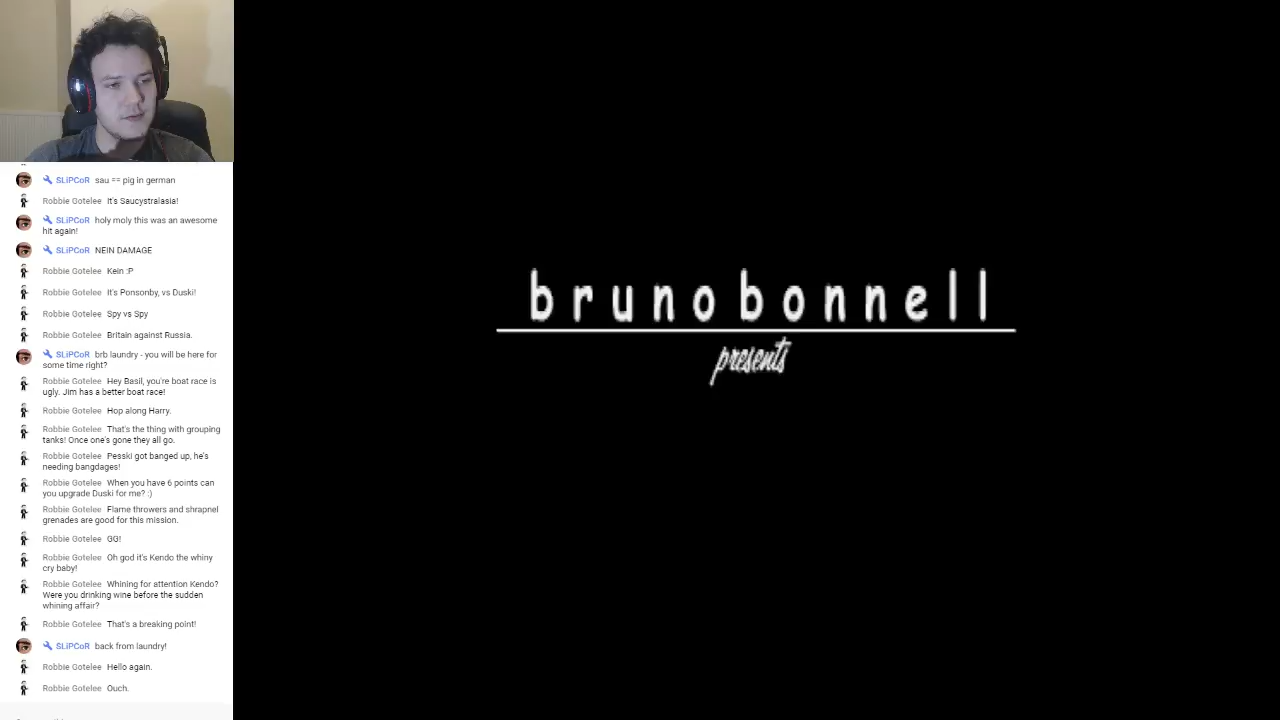 SLiPCoR sau == pig in german
Robbie Gotelee It's Saucystralasia!
SLiPCoR holy moly this was an awesome
hit again!
SLiPCoR NEIN DAMAGE
Robbie Gotelee Kein :P
Robbie Gotelee It's Ponsonby, vs Duski!
Robbie Gotelee Spy vs Spy
Robbie Gotelee Britain against Russia.
SLiPCoR brb laundry - you will be here for
some time right?
Robbie Gotelee Hey Basil, you're boat race is
ugly. Jim has a better boat race!
Robbie Gotelee Hop along Harry.
Robbie Gotelee That's the thing with grouping
tanks! Once one's gone they all go.
Robbie Gotelee Pesski got banged up, he's
needing bangdages!
Robbie Gotelee When you have 6 points can
you upgrade Duski for me? :)
Robbie Gotelee Flame throwers and shrapnel
grenades are good for this mission.
Robbie Gotelee GG!
Robbie Gotelee Oh god it's Kendo the whiny
cry baby!
Robbie Gotelee Whining for attention Kendo?
Were you drinking wine before the sudden
whining affair?
Robbie Gotelee That's a breaking point!
SLiPCoR back from laundry!
Robbie Gotelee Hello again.
Robbie Gotelee Ouch.
bruno bonnell
presents